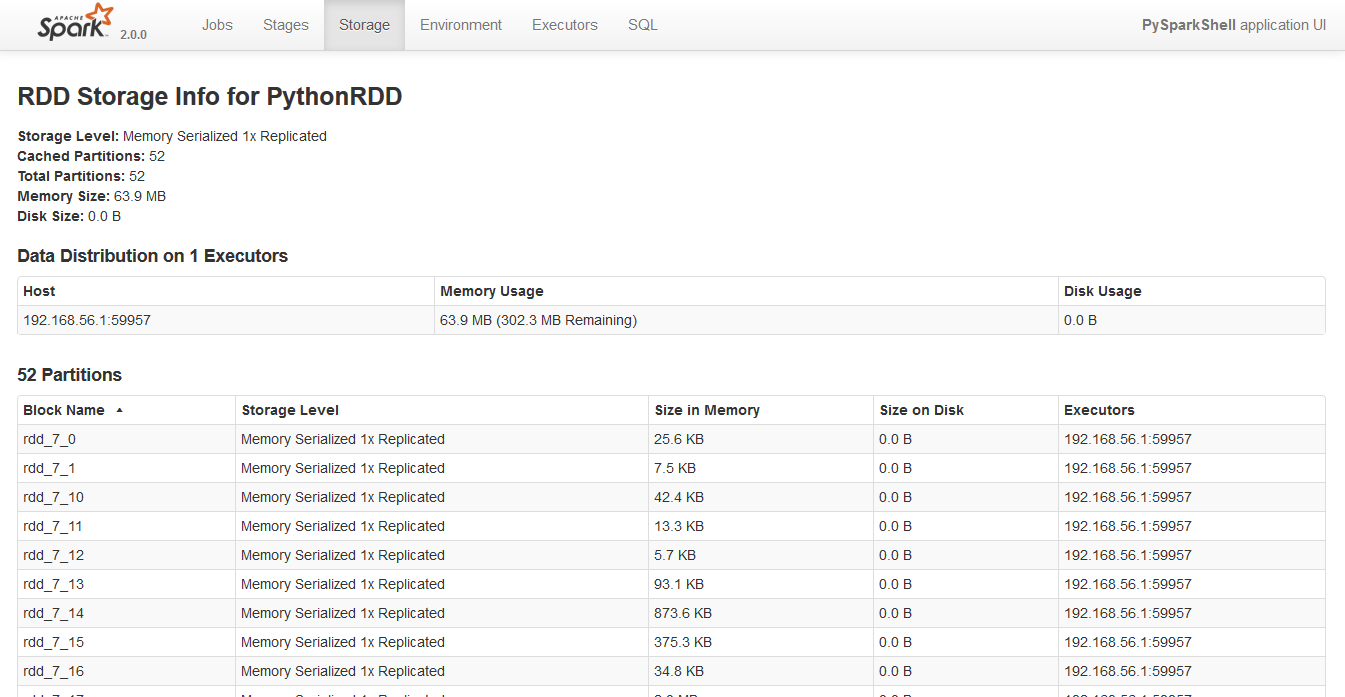 APACHE Spark 2.0.0 Jobs Stages Storage Environment Executors SQL PySparkShell application UI
RDD Storage Info for PythonRDD
Storage Level: Memory Serialized 1x Replicated
Cached Partitions: 52
Total Partitions: 52
Memory Size: 63.9 MB
Disk Size: 0.0 B
Data Distribution on 1 Executors
Host Memory Usage Disk Usage
192.168.56.1:59957 63.9 MB (302.3 MB Remaining) 0.0 B
52 Partitions
Block Name ▲ Storage Level Size in Memory Size on Disk Executors
rdd_7_0 Memory Serialized 1x Replicated 25.6 KB 0.0 B 192.168.56.1:59957
rdd_7_1 Memory Serialized 1x Replicated 7.5 KB 0.0 B 192.168.56.1:59957
rdd_7_10 Memory Serialized 1x Replicated 42.4 KB 0.0 B 192.168.56.1:59957
rdd_7_11 Memory Serialized 1x Replicated 13.3 KB 0.0 B 192.168.56.1:59957
rdd_7_12 Memory Serialized 1x Replicated 5.7 KB 0.0 B 192.168.56.1:59957
rdd_7_13 Memory Serialized 1x Replicated 93.1 KB 0.0 B 192.168.56.1:59957
rdd_7_14 Memory Serialized 1x Replicated 873.6 KB 0.0 B 192.168.56.1:59957
rdd_7_15 Memory Serialized 1x Replicated 375.3 KB 0.0 B 192.168.56.1:59957
rdd_7_16 Memory Serialized 1x Replicated 34.8 KB 0.0 B 192.168.56.1:59957